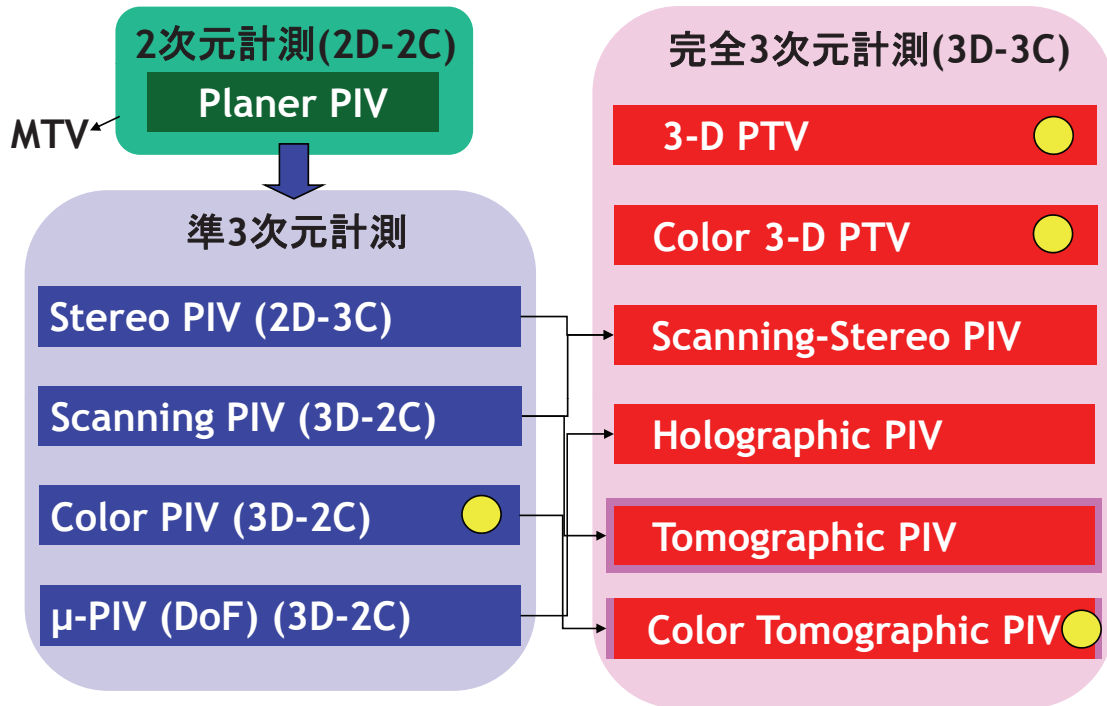 2次元計測(2D-2C)
Planer PIV
MTV
準3次元計測
Stereo PIV (2D-3C)
Scanning PIV (3D-2C)
Color PIV (3D-2C)
μ-PIV (DoF) (3D-2C)
完全3次元計測(3D-3C)
3-D PTV
Color 3-D PTV
Scanning-Stereo PIV
Holographic PIV
Tomographic PIV
Color Tomographic PIV